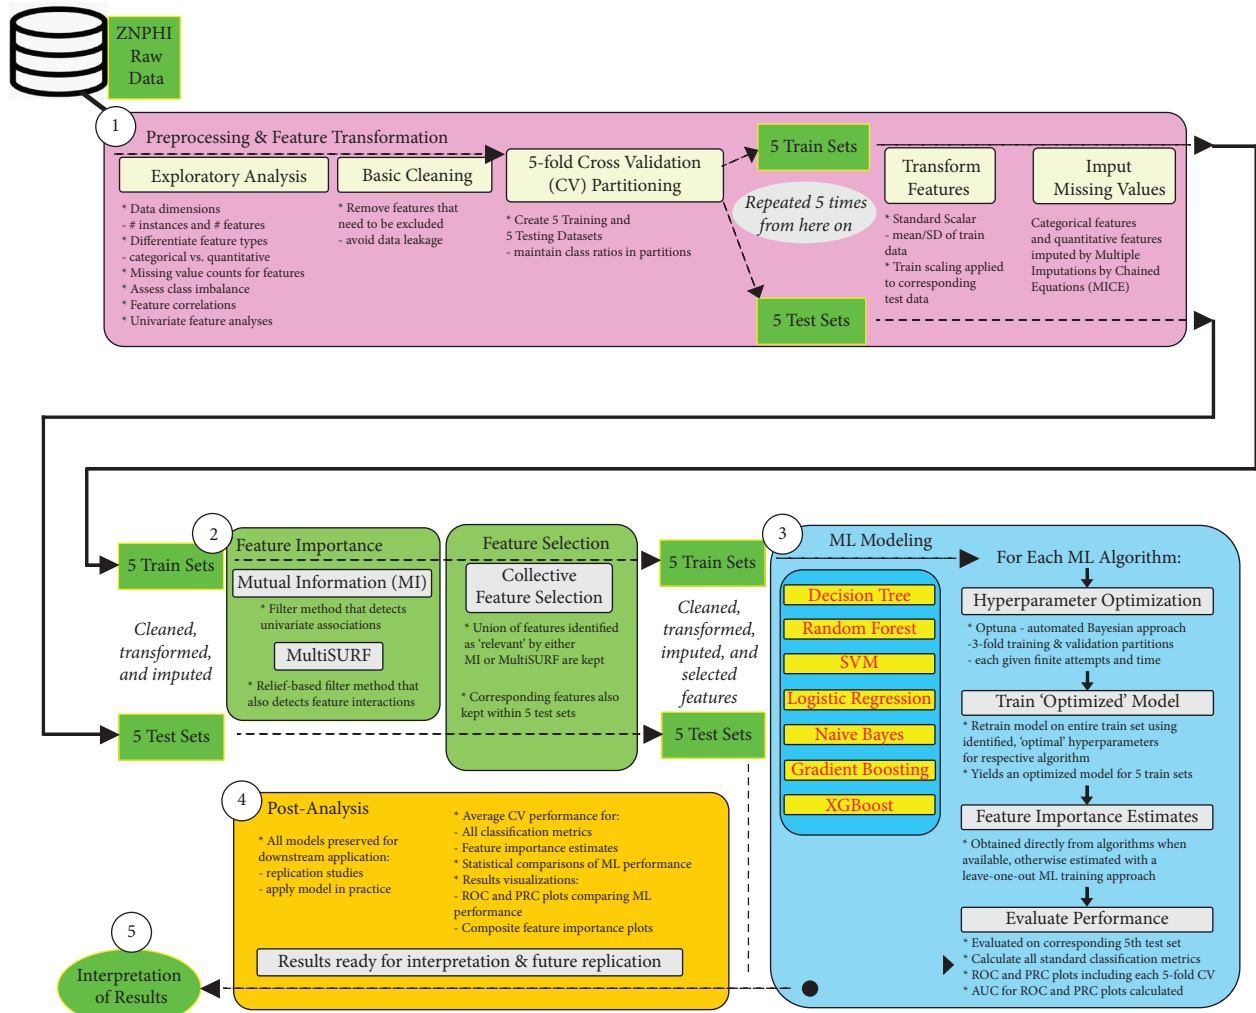 ZNPHI
Raw
Data
1
Preprocessing & Feature Transformation
Exploratory Analysis
* Data dimensions
- # instances and # features
* Differentiate feature types
- categorical vs. quantitative
* Missing value counts for features
* Assess class imbalance
* Feature correlations
* Univariate feature analyses
Basic Cleaning
* Remove features that
need to be excluded
- avoid data leakage
5-fold Cross Validation
(CV) Partitioning
* Create 5 Training and
5 Testing Datasets
- maintain class ratios in partitions
5 Train Sets
Repeated 5 times
from here on
5 Test Sets
Transform
Features
* Standard Scalar
- mean/SD of train
data
* Train scaling applied
to corresponding
test data
Imput
Missing Values
Categorical features
and quantitative features
imputed by Multiple
Imputations by Chained
Equations (MICE)
5 Train Sets
Cleaned,
transformed,
and imputed
5 Test Sets
2
Feature Importance
Mutual Information (MI)
* Filter method that detects
univariate associations
MultiSURF
* Relief-based filter method that
also detects feature interactions
Feature Selection
Collective
Feature Selection
* Union of features identified
as ‘relevant’ by either
MI or MultiSURF are kept
* Corresponding features also
kept within 5 test sets
5 Train Sets
Cleaned,
transformed,
imputed, and
selected
features
5 Test Sets
3
ML Modeling
Decision Tree
Random Forest
SVM
Logistic Regression
Naive Bayes
Gradient Boosting
XGBoost
For Each ML Algorithm:
Hyperparameter Optimization
* Optuna - automated Bayesian approach
-3-fold training & validation partitions
- each given finite attempts and time
Train ‘Optimized’ Model
* Retrain model on entire train set using
identified, ‘optimal’ hyperparameters
for respective algorithm
* Yields an optimized model for 5 train sets
Feature Importance Estimates
* Obtained directly from algorithms when
available, otherwise estimated with a
leave-one-out ML training approach
Evaluate Performance
* Evaluated on corresponding 5th test set
* Calculate all standard classification metrics
* ROC and PRC plots including each 5-fold CV
* AUC for ROC and PRC plots calculated
4
Post-Analysis
* All models preserved for
downstream application:
- replication studies
- apply model in practice
* Average CV performance for:
- All classification metrics
- Feature importance estimates
* Statistical comparisons of ML performance
* Results visualizations:
- ROC and PRC plots comparing ML
performance
- Composite feature importance plots
Results ready for interpretation & future replication
5
Interpretation
of Results